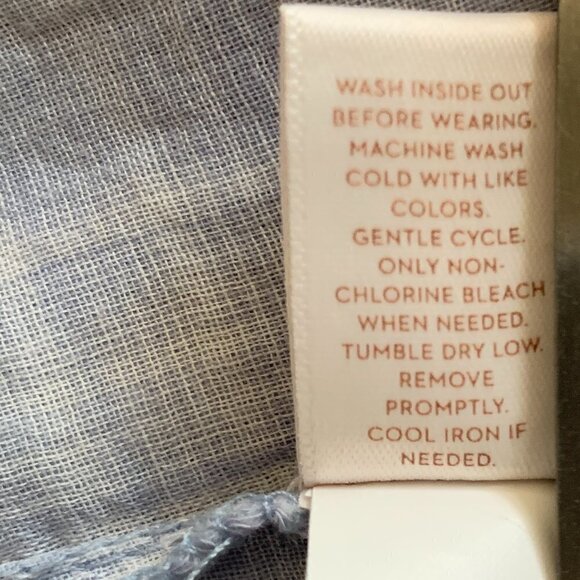 WASH INSIDE OUT
BEFORE WEARING.
MACHINE WASH
COLD WITH LIKE
COLORS.
GENTLE CYCLE.
ONLY NON-
CHLORINE BLEACH
WHEN NEEDED.
TUMBLE DRY LOW.
REMOVE
PROMPTLY.
COOL IRON IF
NEEDED.